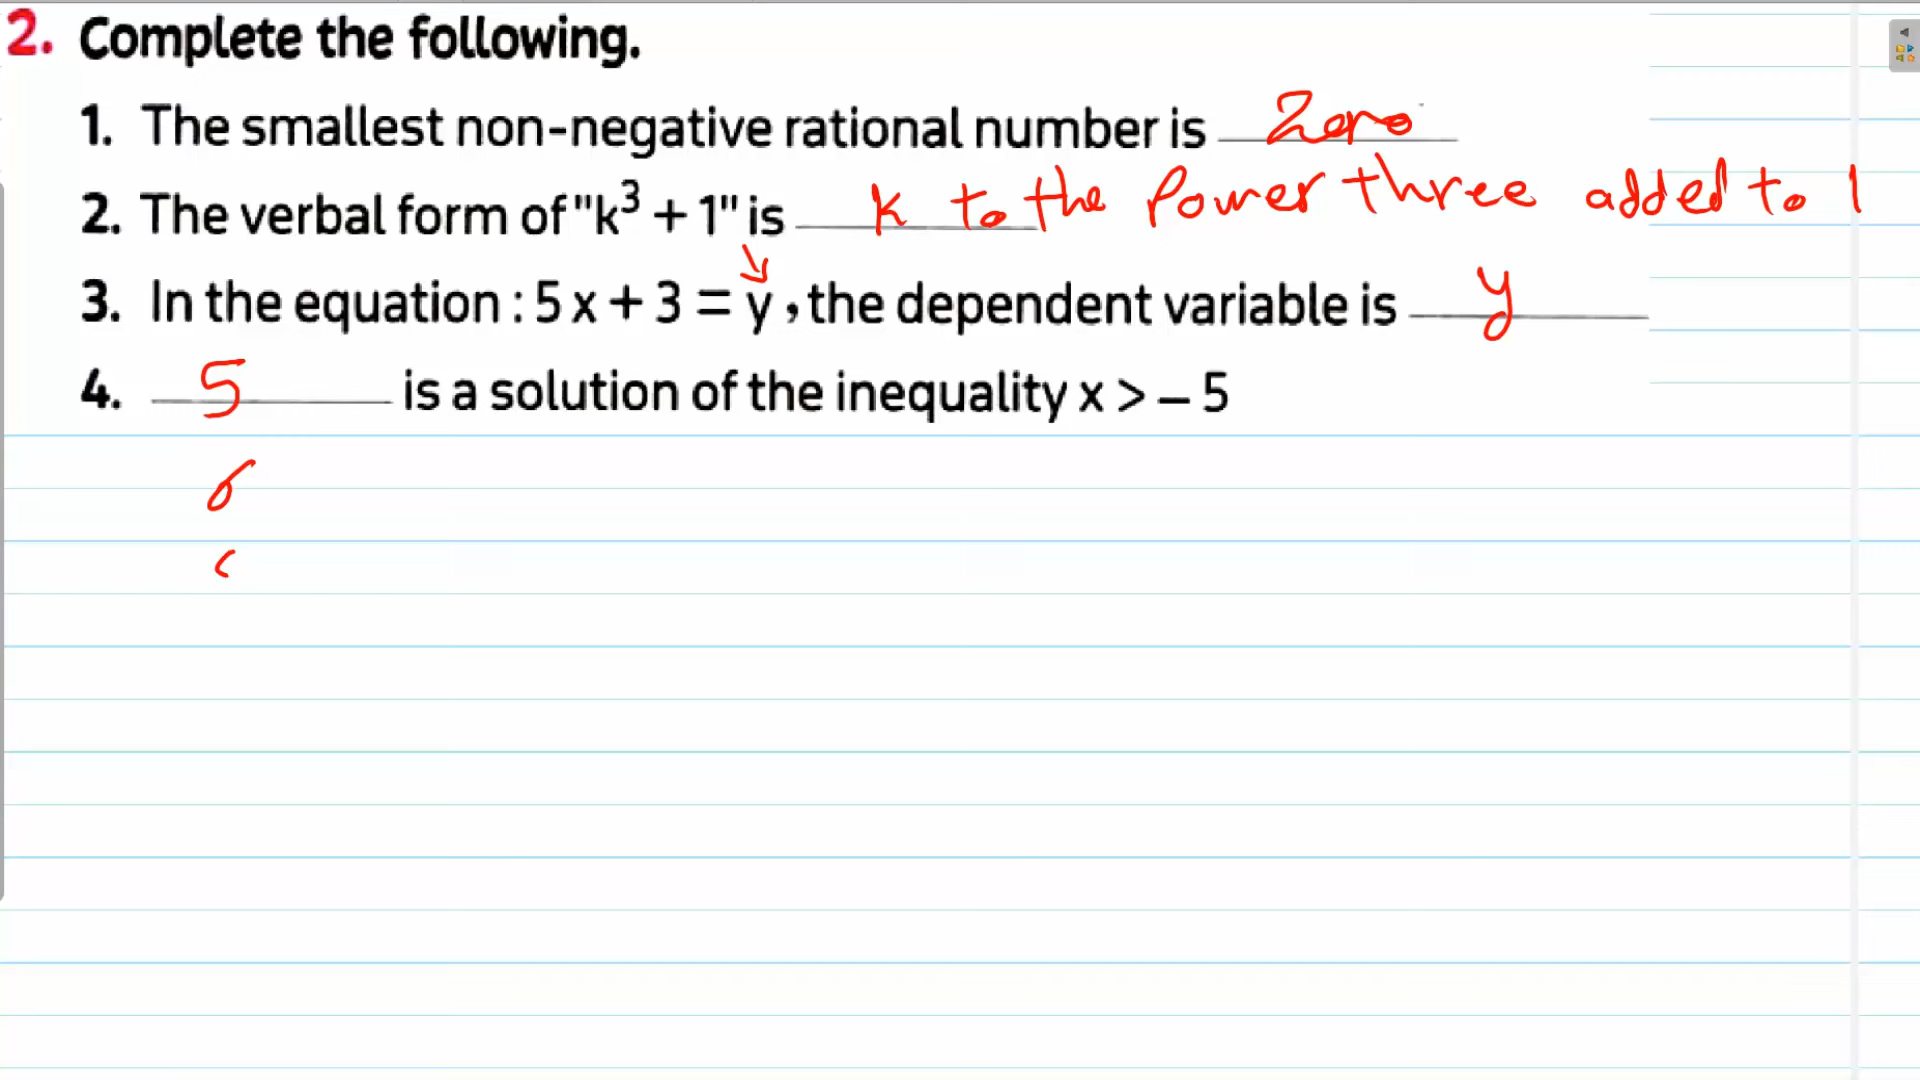 2. Complete the following.
1. The smallest non-negative rational number is Zero
2. The verbal form of "k³ + 1" is k to the Power three added to 1
3. In the equation : 5 x + 3 = y , the dependent variable is y
4. 5 is a solution of the inequality x > – 5